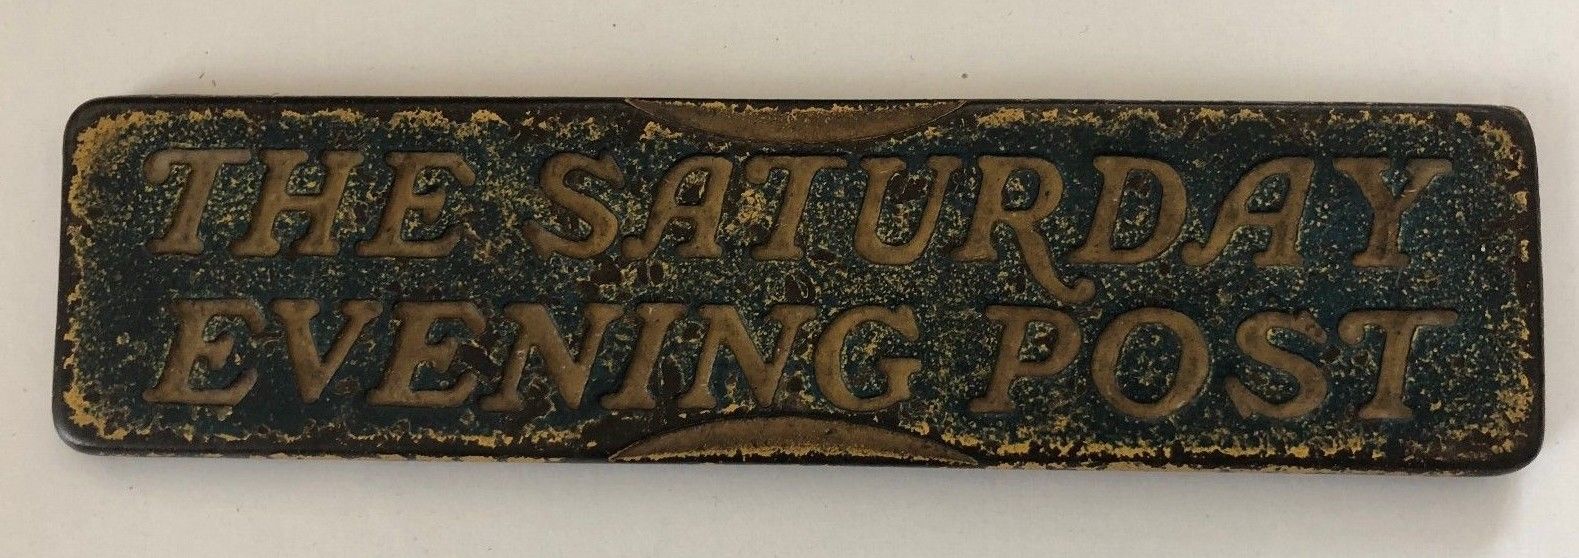 THE SATURDAY
EVENING POST